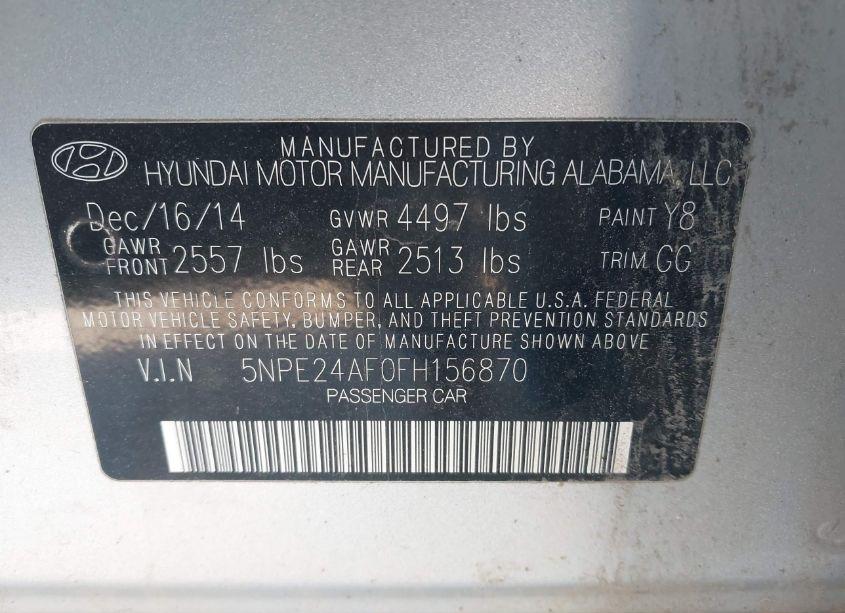 MANUFACTURED BY
HYUNDAI MOTOR MANUFACTURING ALABAMA, LLC
Dec/16/14 GVWR 4497 lbs PAINT Y8
GAWR FRONT 2557 lbs GAWR REAR 2513 lbs TRIM GG
THIS VEHICLE CONFORMS TO ALL APPLICABLE U.S.A. FEDERAL
MOTOR VEHICLE SAFETY, BUMPER, AND THEFT PREVENTION STANDARDS
IN EFFECT ON THE DATE OF MANUFACTURE SHOWN ABOVE.
V.I.N 5NPE24AF0FH156870
PASSENGER CAR